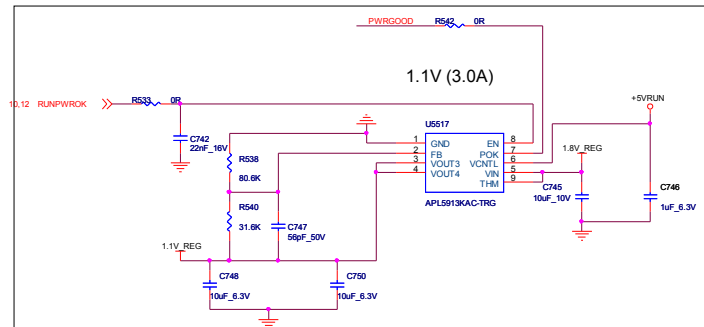 PWRGOOD
R542
0R
1.1V (3.0A)
10,12 RUNPWROK
R533
0R
+5VRUN
U5517
C742
22nF_16V
1 GND EN 8
2 FB POK 7
3 VOUT3 VCNTL 6
4 VOUT4 VIN 5
THM 9
APL5913KAC-TRG
R538
80.6K
1.8V_REG
C745
10uF_10V
C746
1uF_6.3V
R540
31.6K
C747
56pF_50V
1.1V_REG
C748
10uF_6.3V
C750
10uF_6.3V